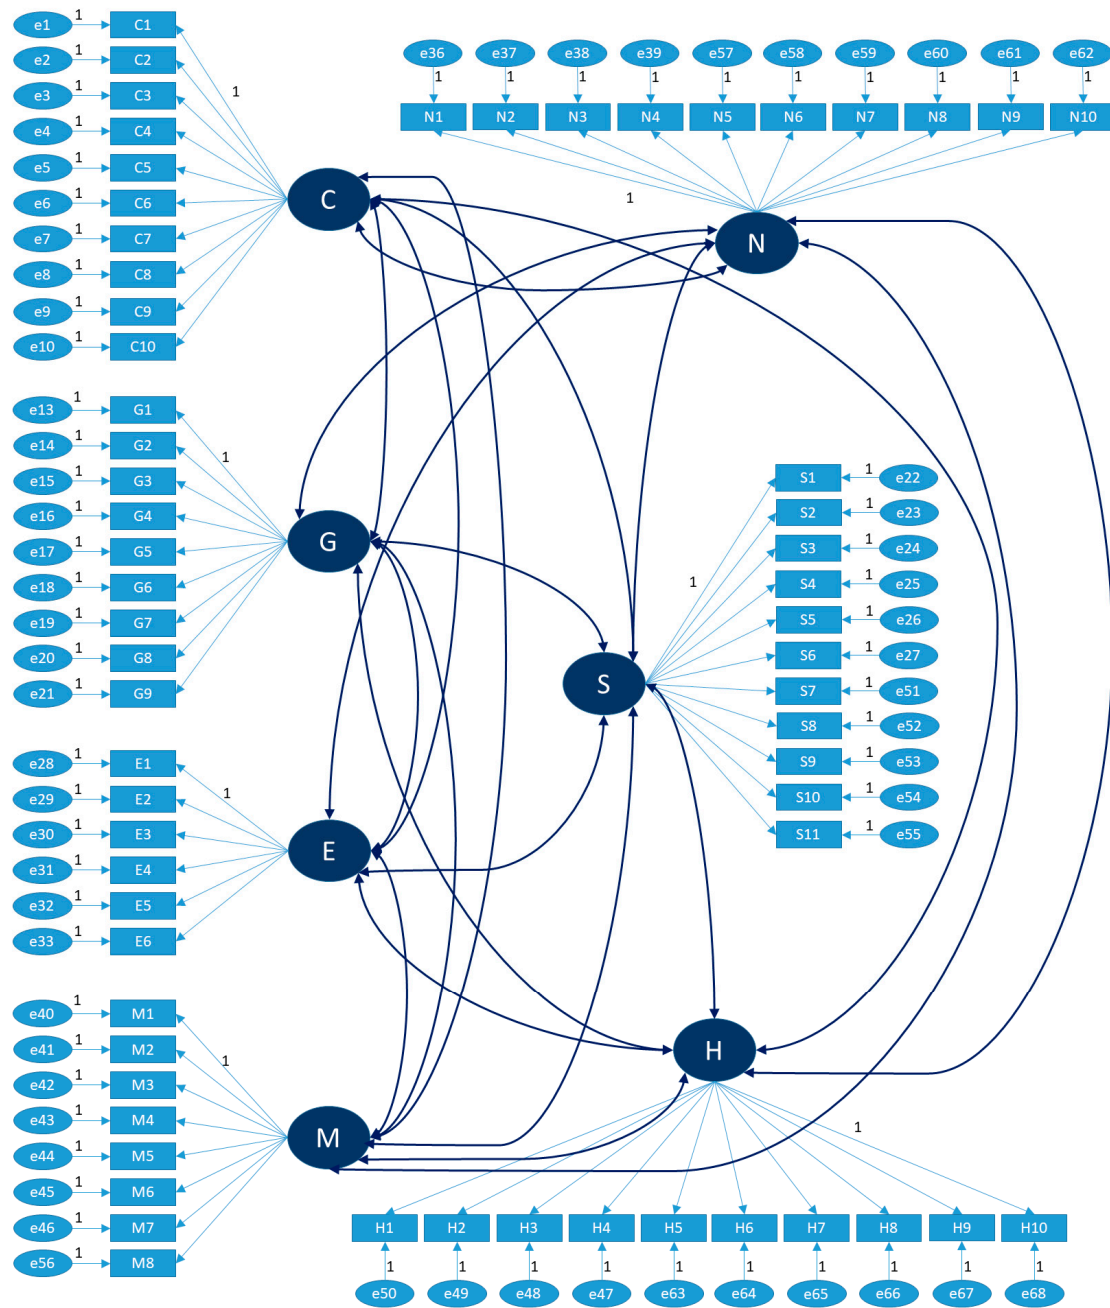 e1 1 C1
e2 1 C2
e3 1 C3
e4 1 C4
e5 1 C5
e6 1 C6
e7 1 C7
e8 1 C8
e9 1 C9
e10 1 C10
1
C
e36 e37 e38 e39 e57 e58 e59 e60 e61 e62
1 1 1 1 1 1 1 1 1 1
N1 N2 N3 N4 N5 N6 N7 N8 N9 N10
1
N
e13 1 G1
e14 1 G2
e15 1 G3
e16 1 G4
e17 1 G5
e18 1 G6
e19 1 G7
e20 1 G8
e21 1 G9
1
G
S1 1 e22
S2 1 e23
S3 1 e24
S4 1 e25
S5 1 e26
S6 1 e27
S7 1 e51
S8 1 e52
S9 1 e53
S10 1 e54
S11 1 e55
1
S
e28 1 E1
e29 1 E2
e30 1 E3
e31 1 E4
e32 1 E5
e33 1 E6
1
E
e40 1 M1
e41 1 M2
e42 1 M3
e43 1 M4
e44 1 M5
e45 1 M6
e46 1 M7
e56 1 M8
1
M
H
1
H1 H2 H3 H4 H5 H6 H7 H8 H9 H10
1 1 1 1 1 1 1 1 1 1
e50 e49 e48 e47 e63 e64 e65 e66 e67 e68